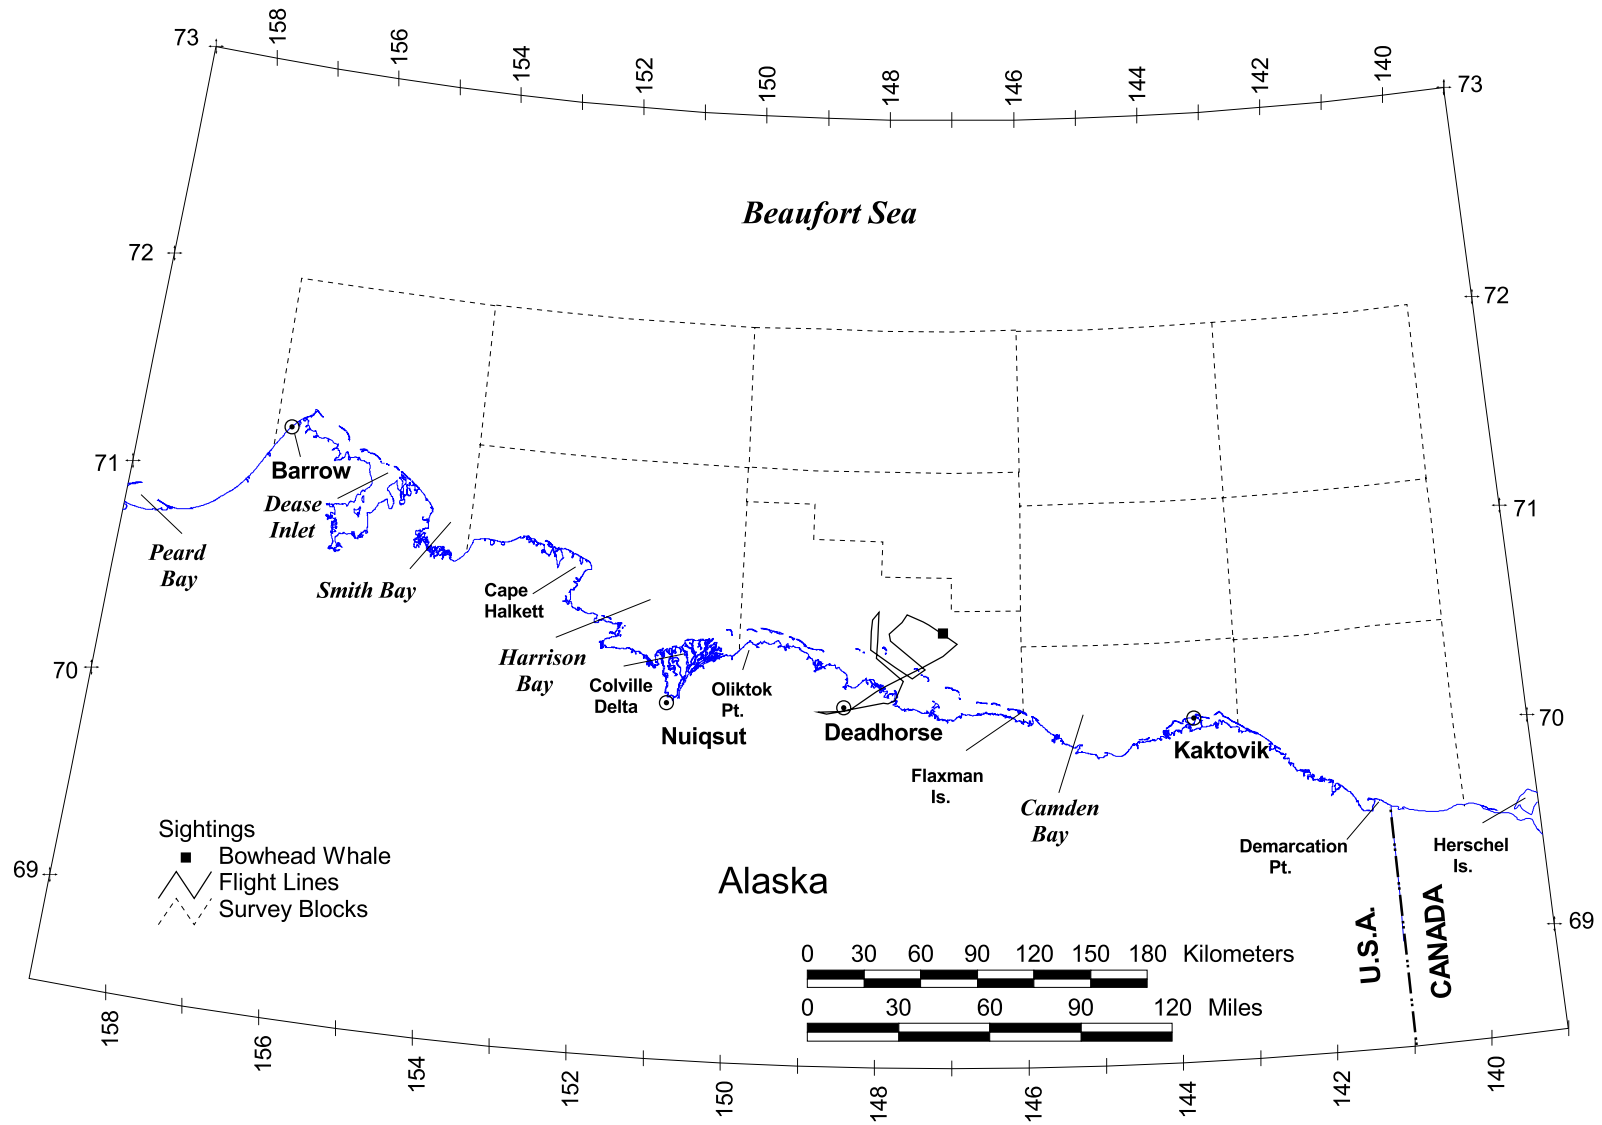 158
156
154
152
150
148
146
144
142
140
73
73
Beaufort Sea
72
72
71
71
Barrow
Dease
Inlet
Peard
Bay
Smith Bay
Cape
Halkett
Harrison
Bay
70
70
Colville
Delta
Oliktok
Pt.
Nuiqsut
Deadhorse
Kaktovik
Flaxman
Is.
Camden
Bay
Demarcation
Pt.
Herschel
Is.
Sightings
Bowhead Whale
Flight Lines
Survey Blocks
69
69
Alaska
U.S.A.
CANADA
0 30 60 90 120 150 180 Kilometers
0 30 60 90 120 Miles
158
156
154
152
150
148
146
144
142
140